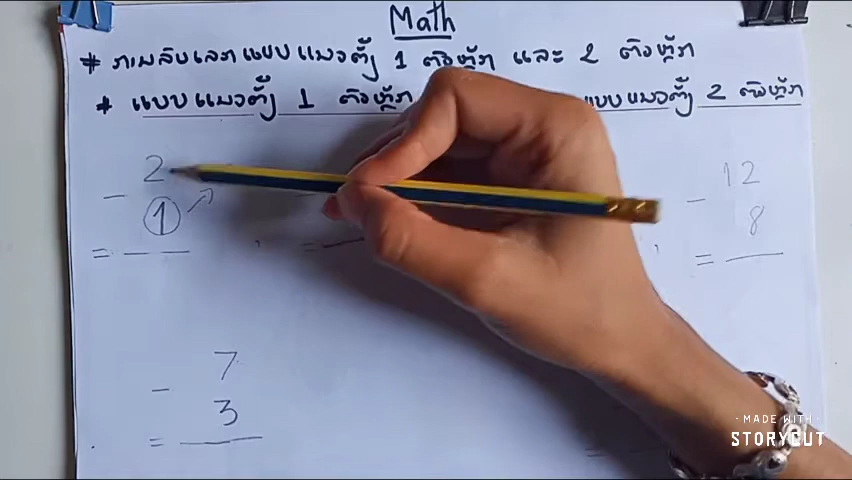 Math
* ການລົບເລກແບບແນວຕັ້ງ 1 ຕົວຫຼັກ ແລະ 2 ຕົວຫຼັກ
* ແບບແນວຕັ້ງ 1 ຕົວຫຼັກ ແບບແນວຕັ້ງ 2 ຕົວຫຼັກ
2 12
- -
1 8
= = =
7
-
3
= =
MADE WITH
STORYCUT